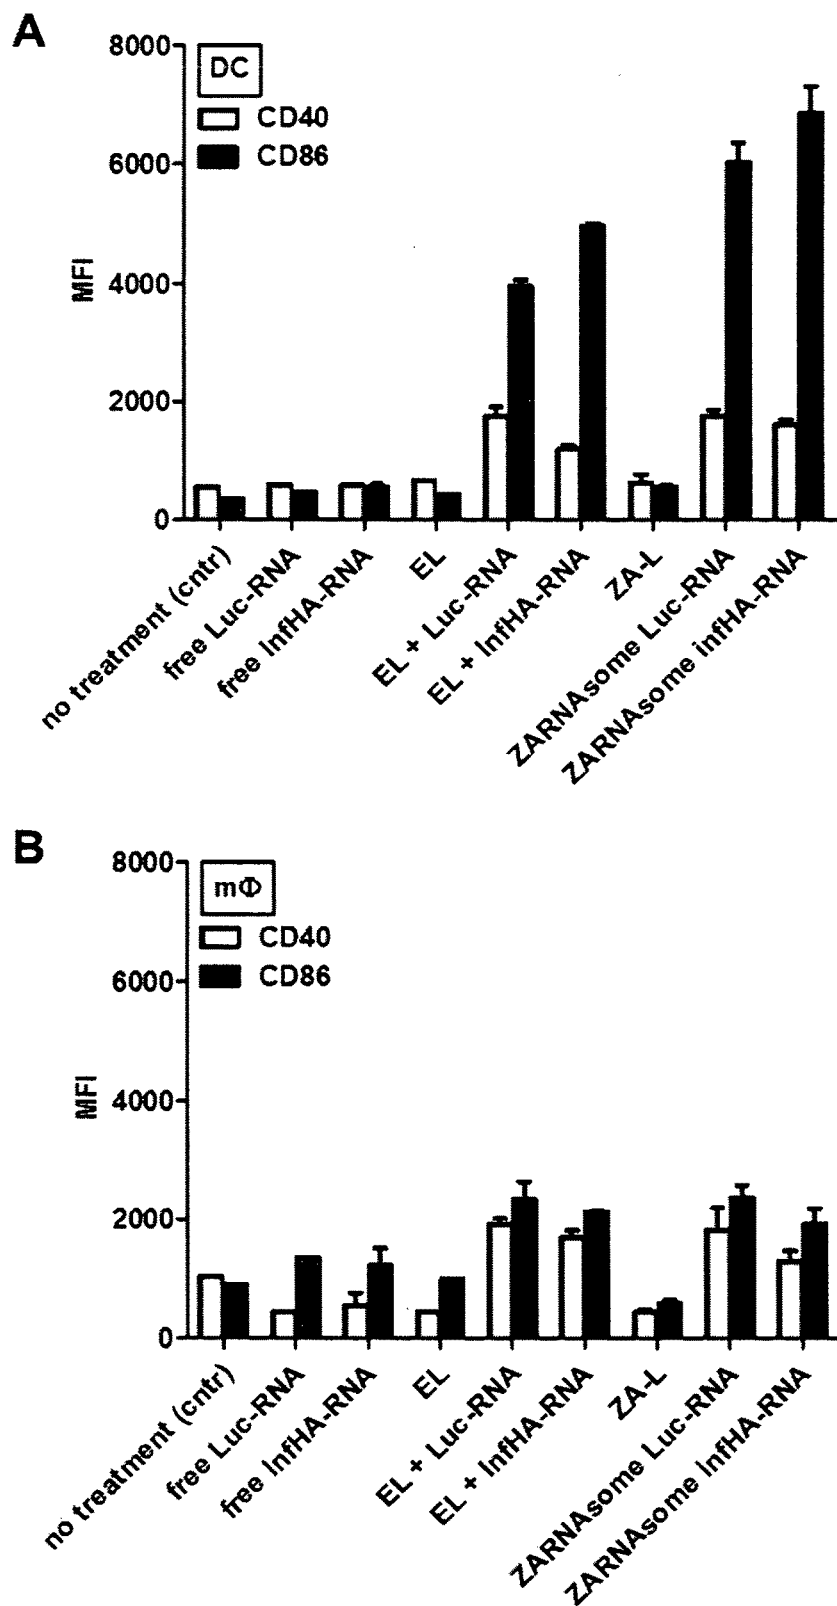 A
8000
DC
CD40
CD86
6000
MFI
4000
2000
0
no treatment (cntr)
free Luc-RNA
free InfHA-RNA
EL
EL + Luc-RNA
EL + InfHA-RNA
ZA-L
ZARNAsome Luc-RNA
ZARNAsome infHA-RNA
B
8000
mΦ
CD40
CD86
6000
MFI
4000
2000
0
no treatment (cntr)
free Luc-RNA
free InfHA-RNA
EL
EL + Luc-RNA
EL + InfHA-RNA
ZA-L
ZARNAsome Luc-RNA
ZARNAsome InfHA-RNA